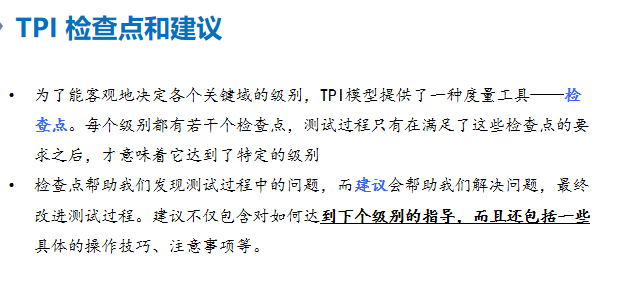 TPI 检查点和建议
• 为了能客观地决定各个关键域的级别，TPI模型提供了一种度量工具——检
查点。每个级别都有若干个检查点，测试过程只有在满足了这些检查点的要
求之后，才意味着它达到了特定的级别
• 检查点帮助我们发现测试过程中的问题，而建议会帮助我们解决问题，最终
改进测试过程。建议不仅包含对如何达到下个级别的指导，而且还包括一些
具体的操作技巧、注意事项等。